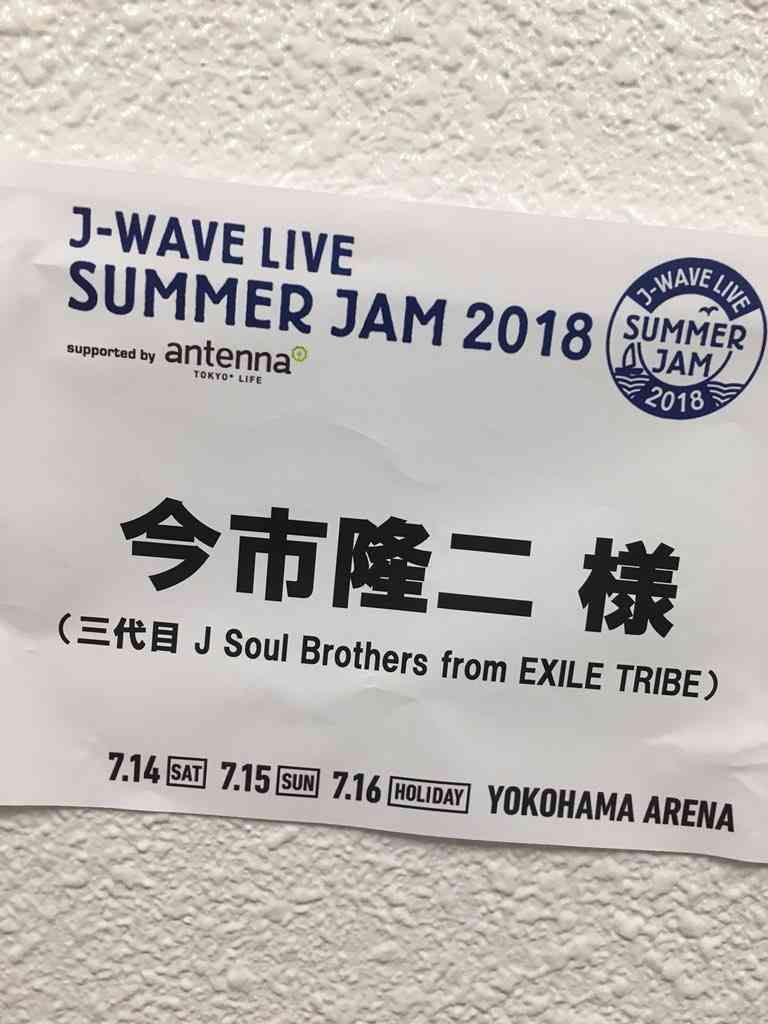 J-WAVE LIVE
SUMMER JAM 2018
supported by antenna
TOKYO* LIFE
J-WAVE LIVE
SUMMER
JAM
2018
今市隆二 様
(三代目 J Soul Brothers from EXILE TRIBE)
7.14 SAT 7.15 SUN 7.16 HOLIDAY YOKOHAMA ARENA